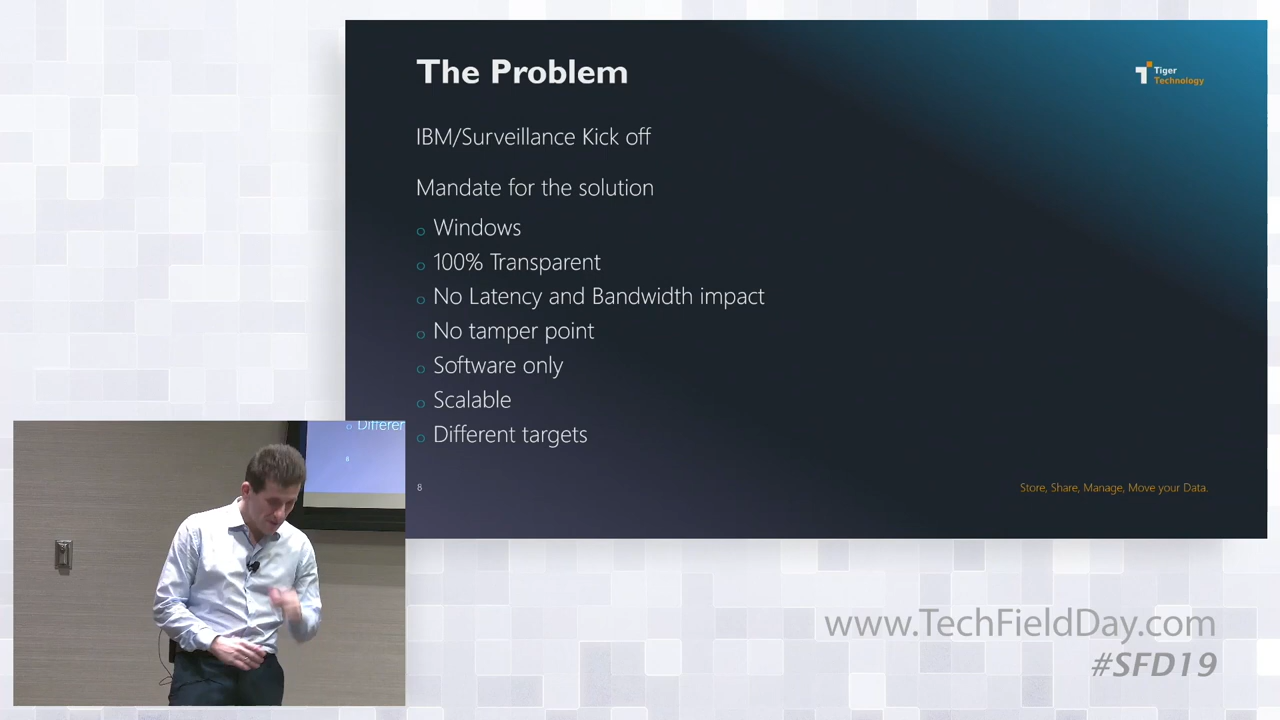 The Problem
Tiger
Technology
IBM/Surveillance Kick off
Mandate for the solution
o Windows
o 100% Transparent
o No Latency and Bandwidth impact
o No tamper point
o Software only
o Scalable
o Different targets
8
Store, Share, Manage, Move your Data.
o Differer
8
www.TechFieldDay.com
#SFD19